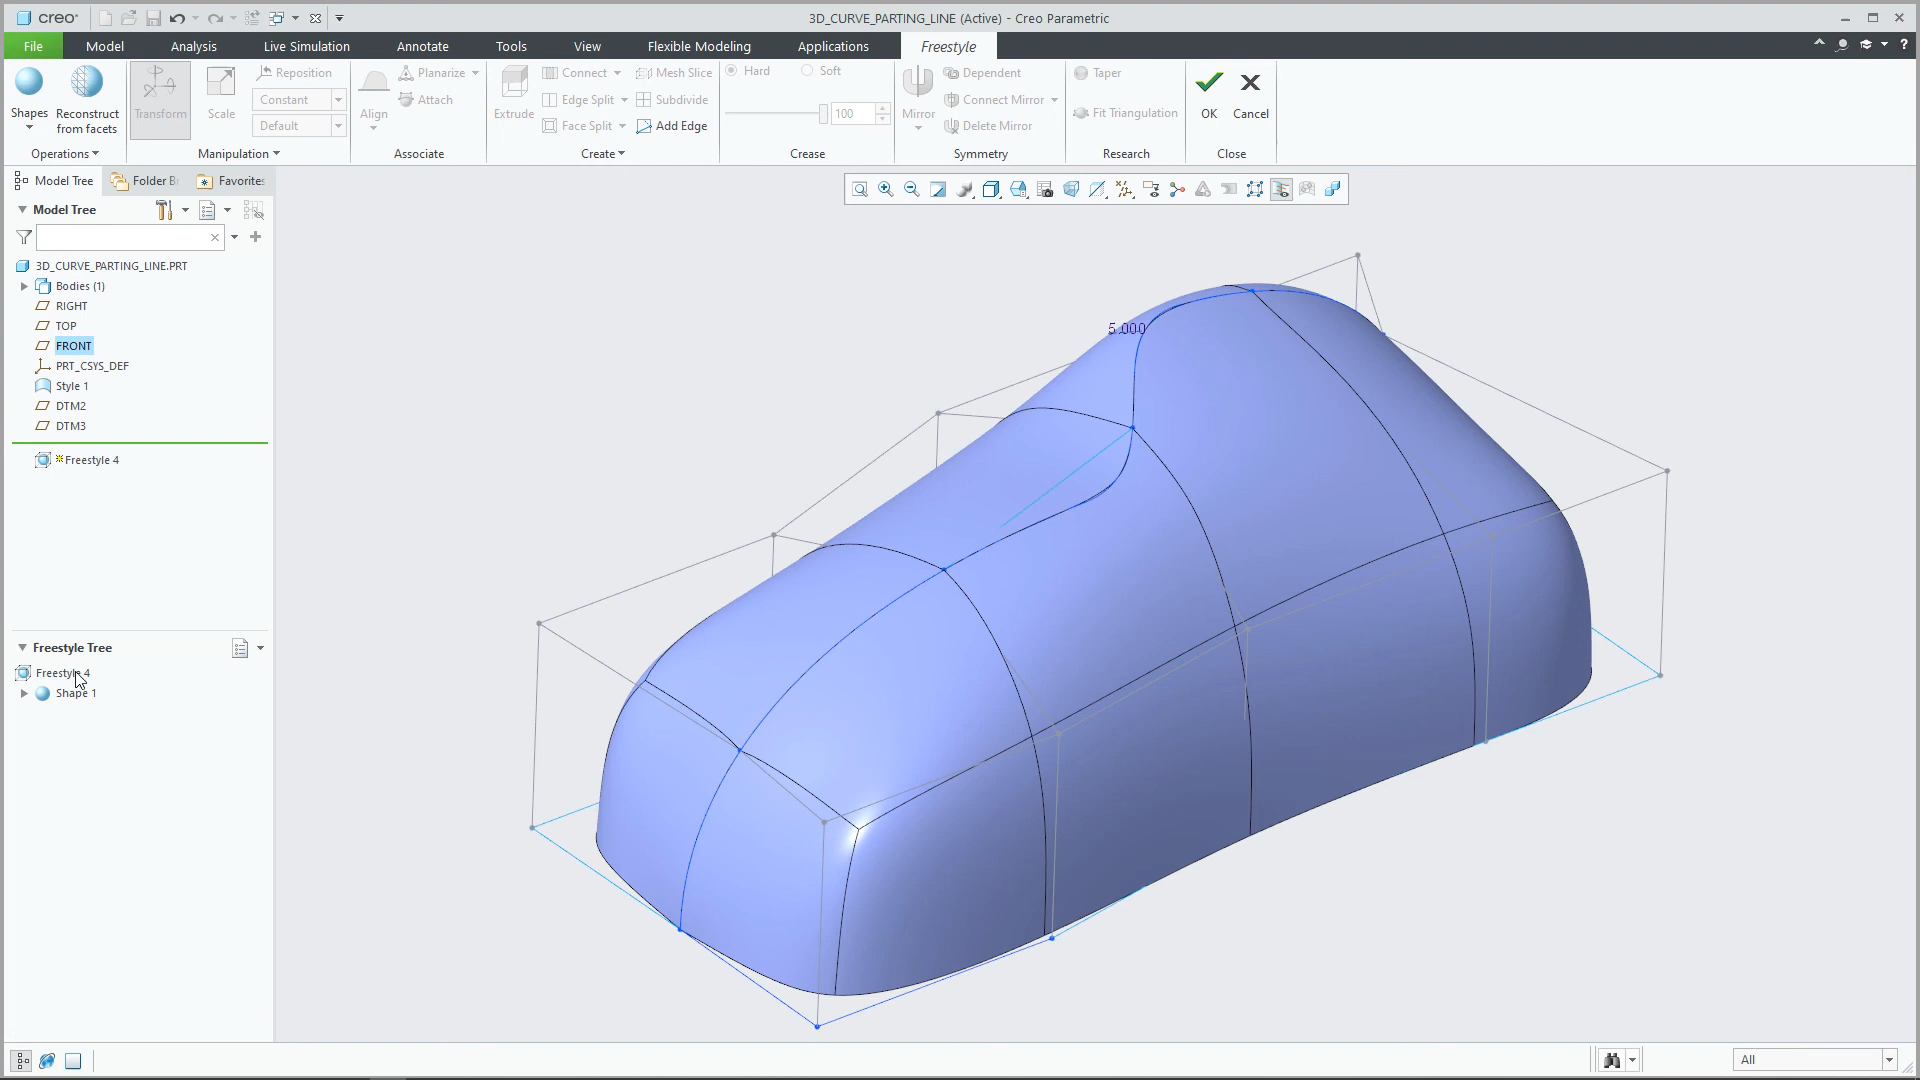 creo°
3D_CURVE_PARTING_LINE (Active) - Creo Parametric
File Model Analysis Live Simulation Annotate Tools View Flexible Modeling Applications Freestyle
Shapes
Reconstruct
from facets
Operations
Transform
Scale
Reposition
Constant
Default
Manipulation
Align
Planarize
Attach
Associate
Extrude
Connect
Edge Split
Face Split
Mesh Slice
Subdivide
Add Edge
Create
Hard Soft
100
Crease
Mirror
Dependent
Connect Mirror
Delete Mirror
Symmetry
Taper
Fit Triangulation
Research
OK
Cancel
Close
Model Tree Folder Br Favorites
Model Tree
3D_CURVE_PARTING_LINE.PRT
Bodies (1)
RIGHT
TOP
FRONT
PRT_CSYS_DEF
Style 1
DTM2
DTM3
Freestyle 4
Freestyle Tree
Freestyle 4
Shape 1
5.000
All